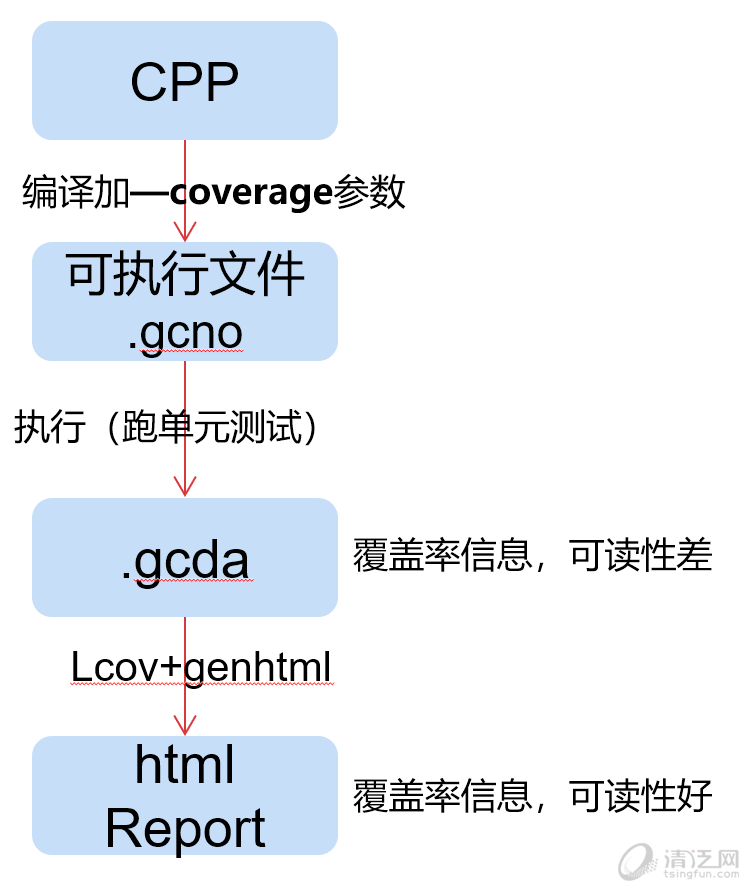 CPP
编译加—coverage参数
可执行文件
.gcno
执行（跑单元测试）
.gcda
覆盖率信息，可读性差
Lcov+genhtml
html
Report
覆盖率信息，可读性好
清泛网
tsingfun.com